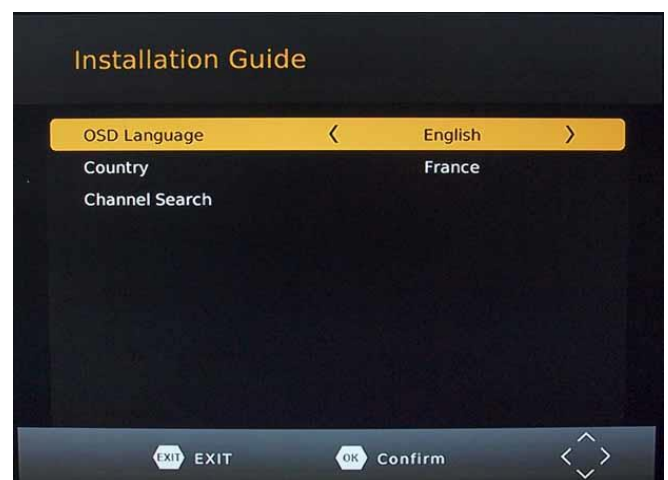 Installation Guide
OSD Language < English >
Country France
Channel Search
EXIT EXIT OK Confirm